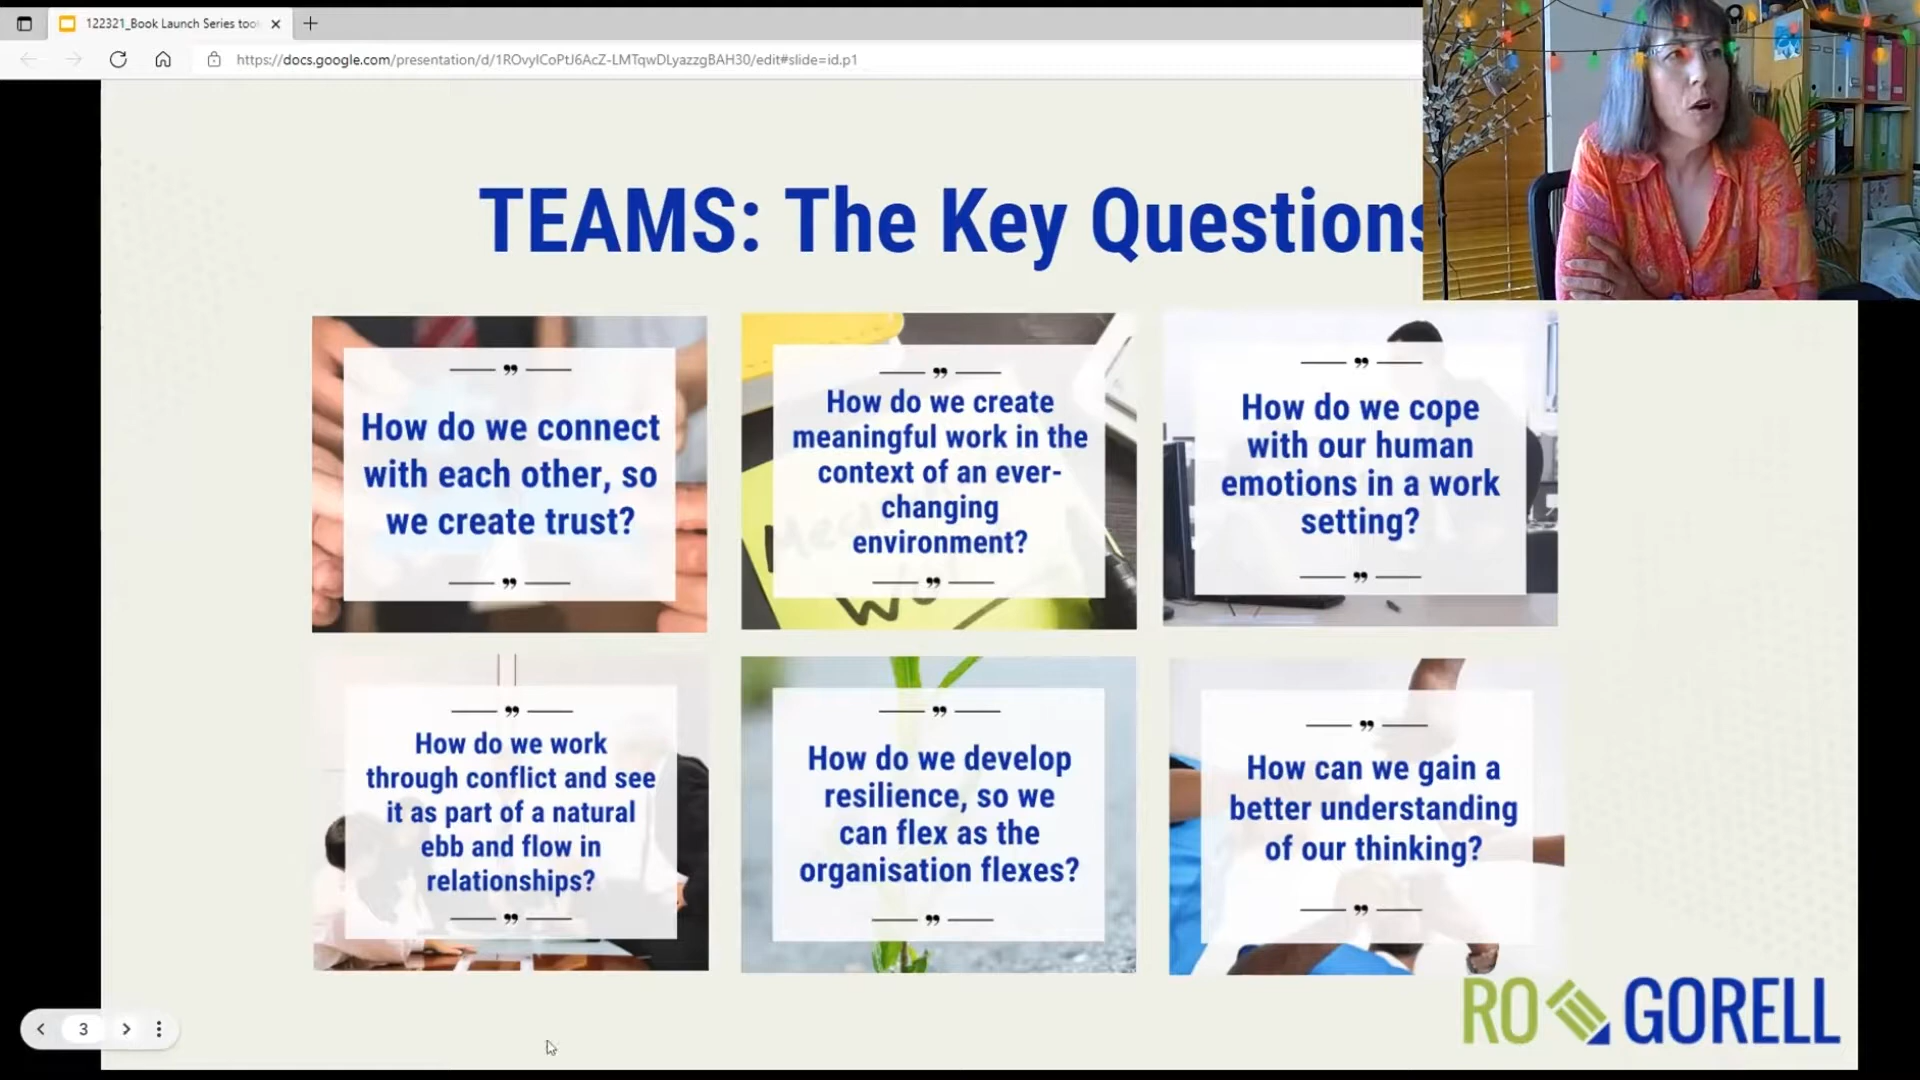 122321_Book Launch Series too
https://docs.google.com/presentation/d/1ROvylCoPtJ6AcZ-LMTqwDLyazzgBAH30/edit#slide=id.p1
TEAMS: The Key Questions
How do we connect
with each other, so
we create trust?
How do we create
meaningful work in the
context of an ever-
changing
environment?
How do we cope
with our human
emotions in a work
setting?
How do we work
through conflict and see
it as part of a natural
ebb and flow in
relationships?
How do we develop
resilience, so we
can flex as the
organisation flexes?
How can we gain a
better understanding
of our thinking?
RO GORELL
3